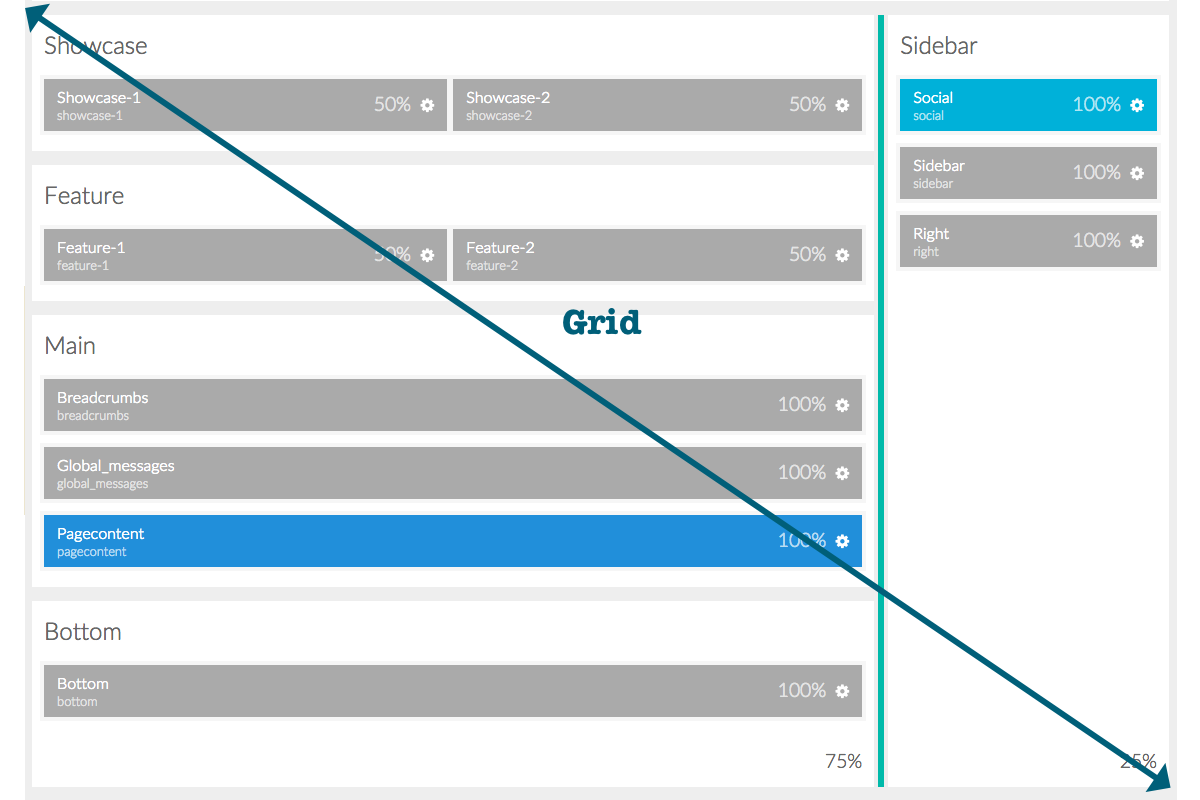 Showcase
Showcase-1
showcase-1
50%
Showcase-2
showcase-2
50%
Feature
Feature-1
feature-1
50%
Feature-2
feature-2
50%
Grid
Main
Breadcrumbs
breadcrumbs
100%
Global_messages
global_messages
100%
Pagecontent
pagecontent
100%
Bottom
Bottom
bottom
100%
75%
Sidebar
Social
social
100%
Sidebar
sidebar
100%
Right
right
100%
25%